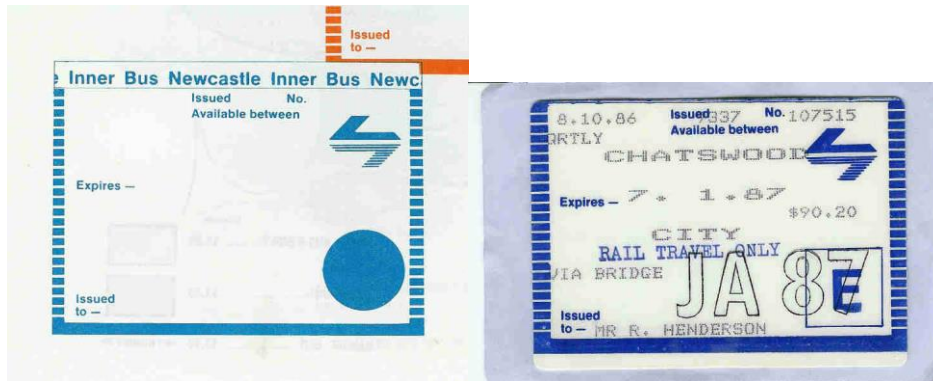 Issued
to —
e Inner Bus Newcastle Inner Bus Newc
Issued No.
Available between
Expires —
Issued
to —
8.10.86 Issued 7337 No. 107515
QRTLY Available between
CHATSWOOD
Expires — 7. 1.87
$90.20
CITY
RAIL TRAVEL ONLY
VIA BRIDGE
JA 87
E
Issued
to — MR R. HENDERSON